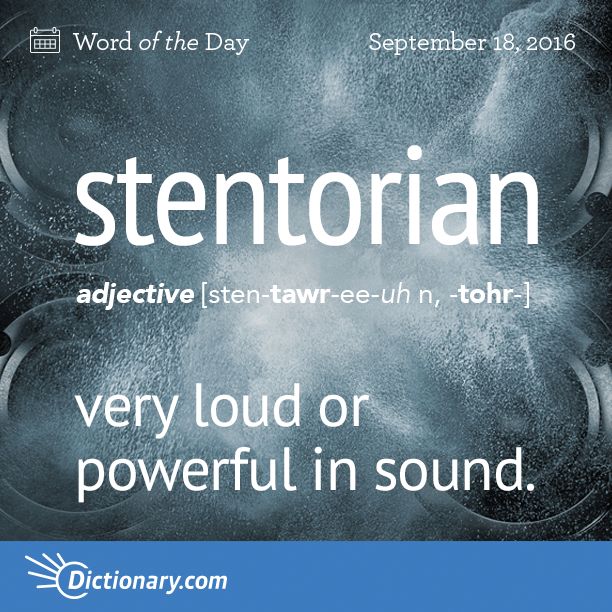 Word of the Day
September 18, 2016
stentorian
adjective [sten-tawr-ee-uh n, -tohr-]
very loud or
powerful in sound.
Dictionary.com